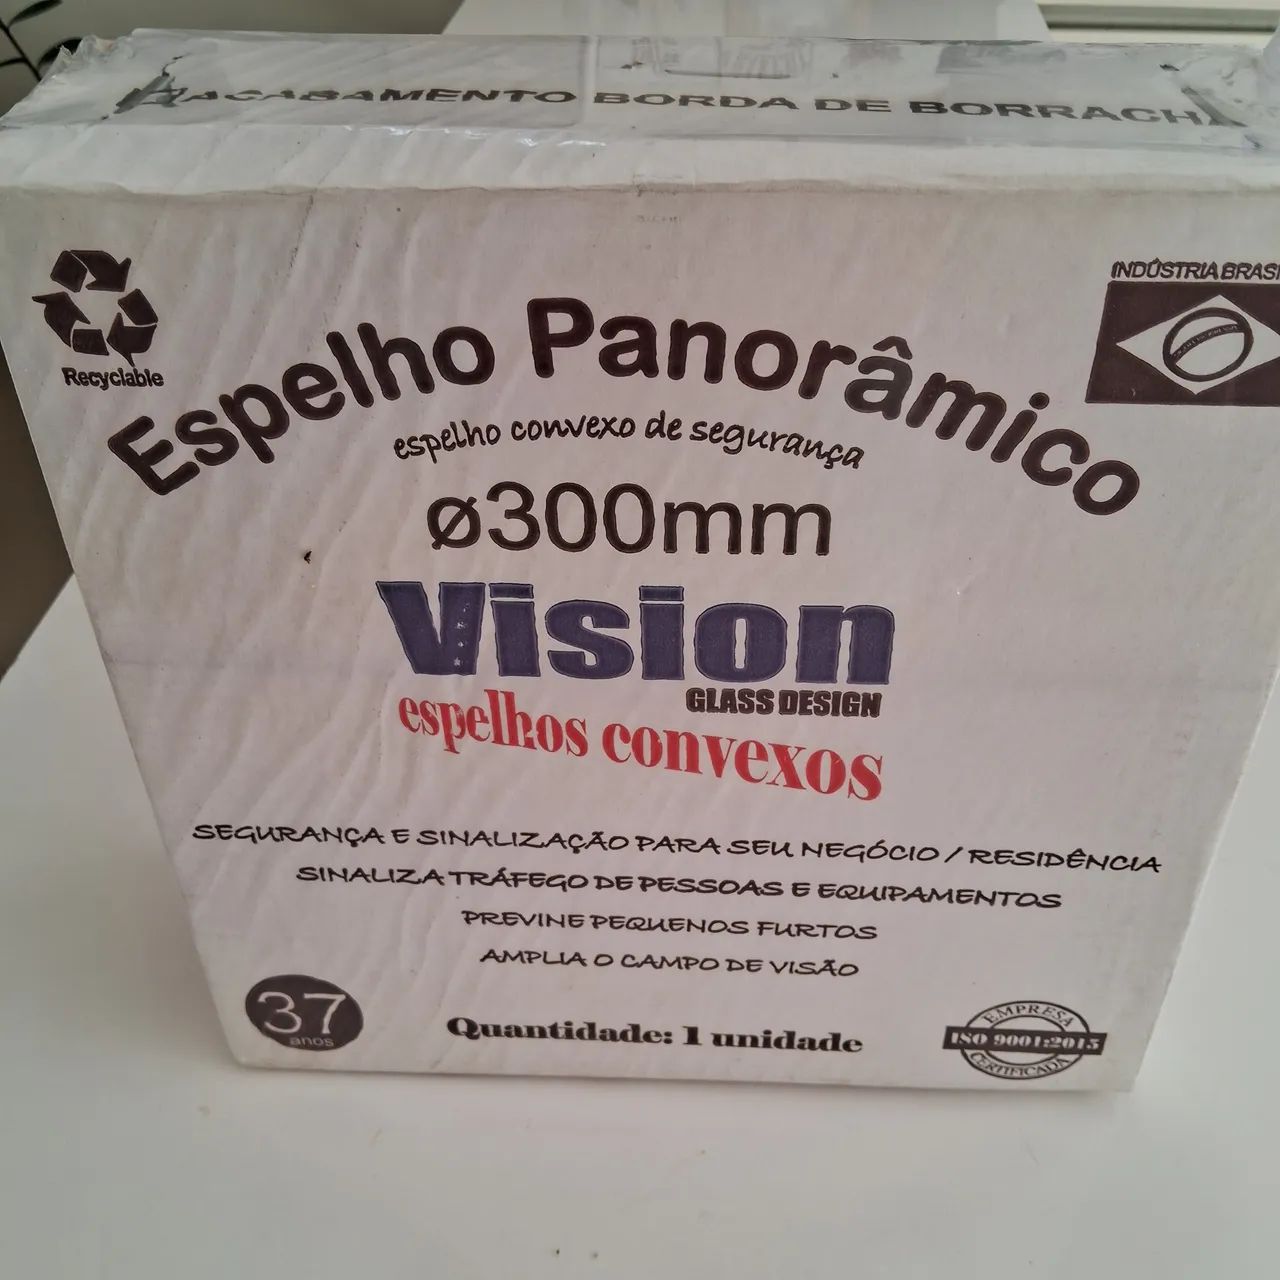 ACABAMENTO BORDA DE BORRACHA
Recyclable
INDÚSTRIA BRASI
Espelho Panorâmico
espelho convexo de segurança
ø300mm
Vision
GLASS DESIGN
espelhos convexos
SEGURANÇA E SINALIZAÇÃO PARA SEU NEGÓCIO / RESIDÊNCIA
SINALIZA TRÁFEGO DE PESSOAS E EQUIPAMENTOS
PREVINE PEQUENOS FURTOS
AMPLIA O CAMPO DE VISÃO
37
anos
Quantidade: 1 unidade
EMPRESA
ISO 9001:2015
CERTIFICADA